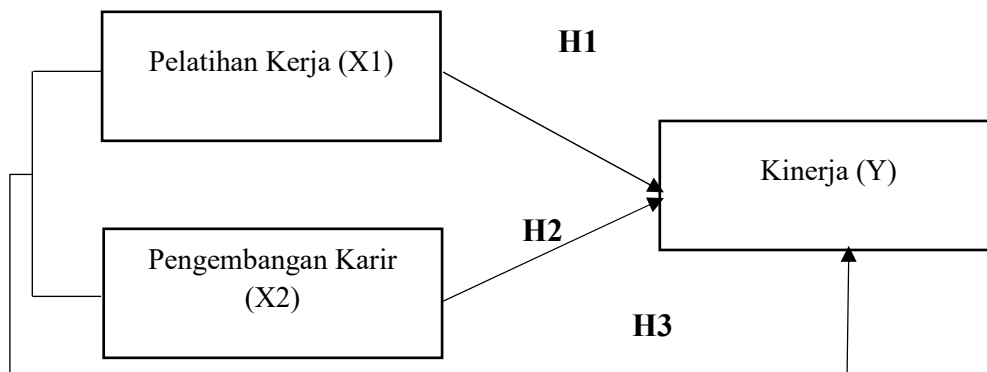 H1
Pelatihan Kerja (X1)
Kinerja (Y)
H2
Pengembangan Karir
(X2)
H3